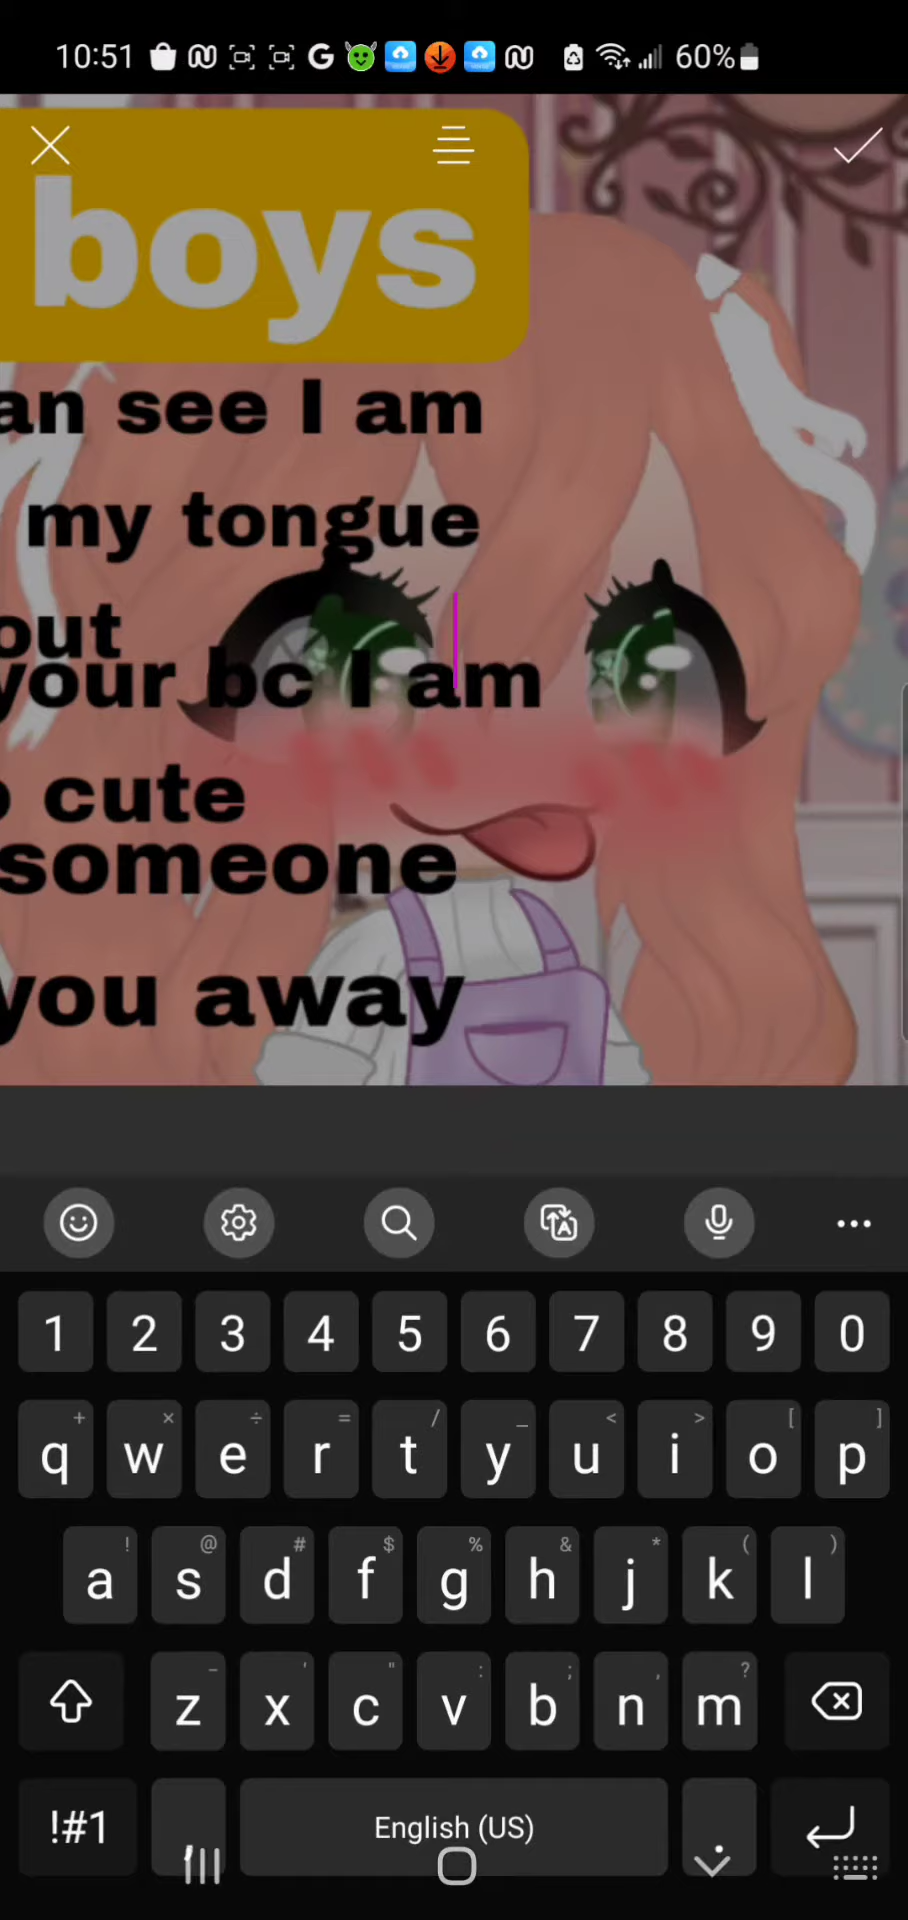 10:51
60%
boys
an see I am
my tongue
out
your bc I am
cute
someone
you away
1 2 3 4 5 6 7 8 9 0
+ × ÷ = / _ < > [ ]
q w e r t y u i o p
! @ # $ % & * ( )
a s d f g h j k l
- ' " : ; , ?
z x c v b n m
!#1 , English (US) .